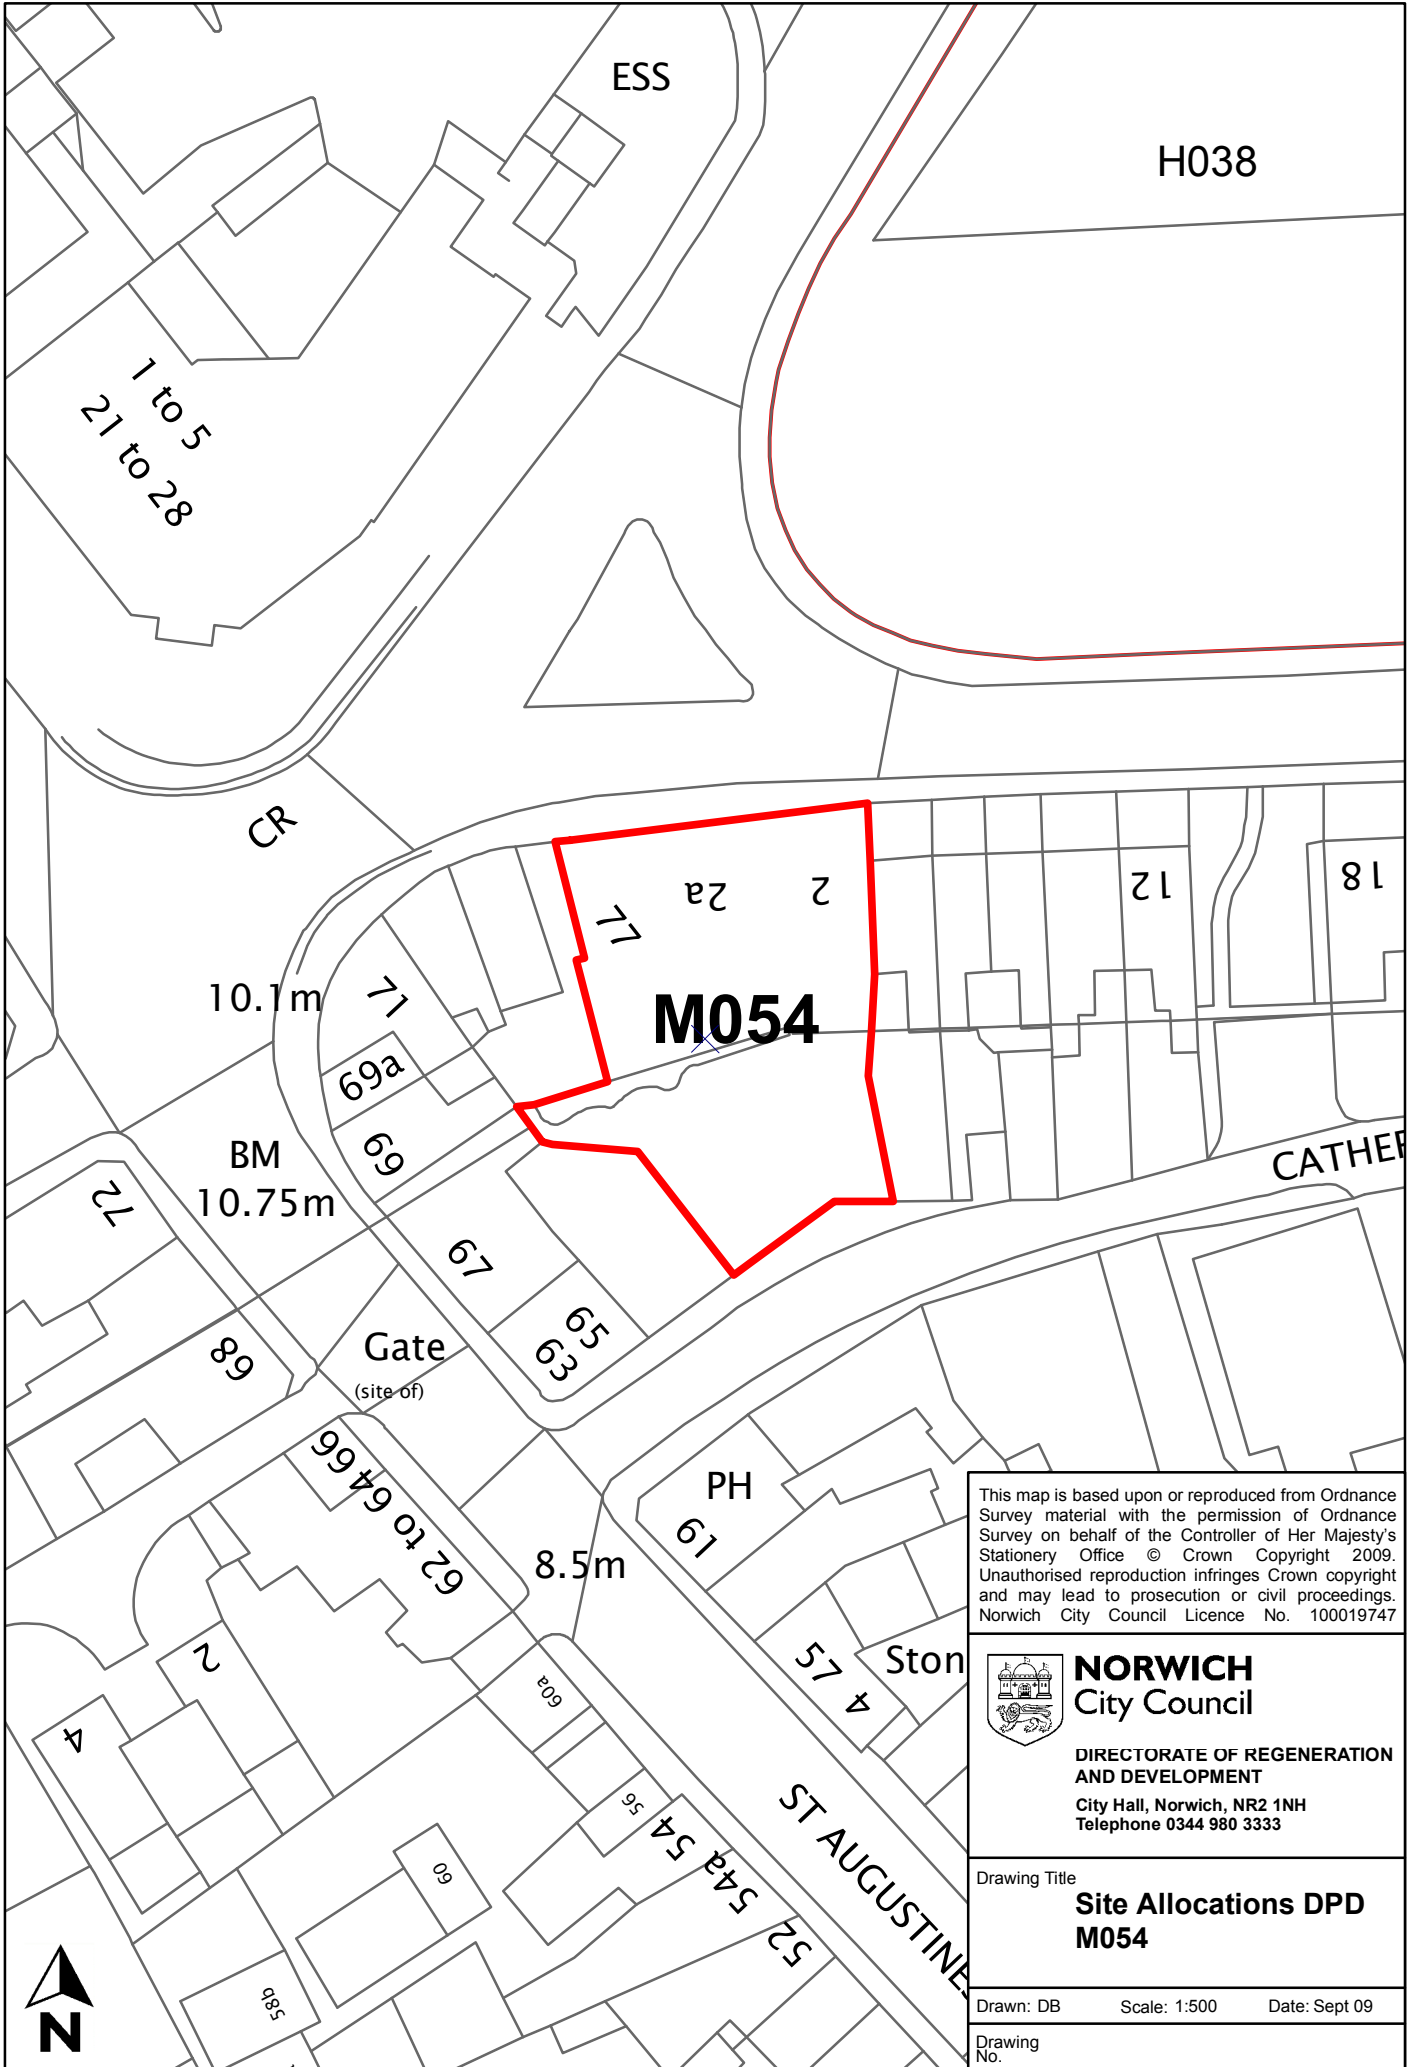 ESS
H038
1 to 5
21 to 28
CR
77
2a
2
12
18
10.1m
71
M054
69a
69
BM
10.75m
72
67
CATHER
65
63
Gate
(site of)
68
66
62 to 64
PH
61
8.5m
57
4
Ston
2
4
60a
56
54
54a
52
60
58b
ST AUGUSTINES
N
This map is based upon or reproduced from Ordnance
Survey material with the permission of Ordnance
Survey on behalf of the Controller of Her Majesty's
Stationery Office © Crown Copyright 2009.
Unauthorised reproduction infringes Crown copyright
and may lead to prosecution or civil proceedings.
Norwich City Council Licence No. 100019747
NORWICH
City Council
DIRECTORATE OF REGENERATION
AND DEVELOPMENT
City Hall, Norwich, NR2 1NH
Telephone 0344 980 3333
Drawing Title
Site Allocations DPD
M054
Drawn: DB Scale: 1:500 Date: Sept 09
Drawing
No.